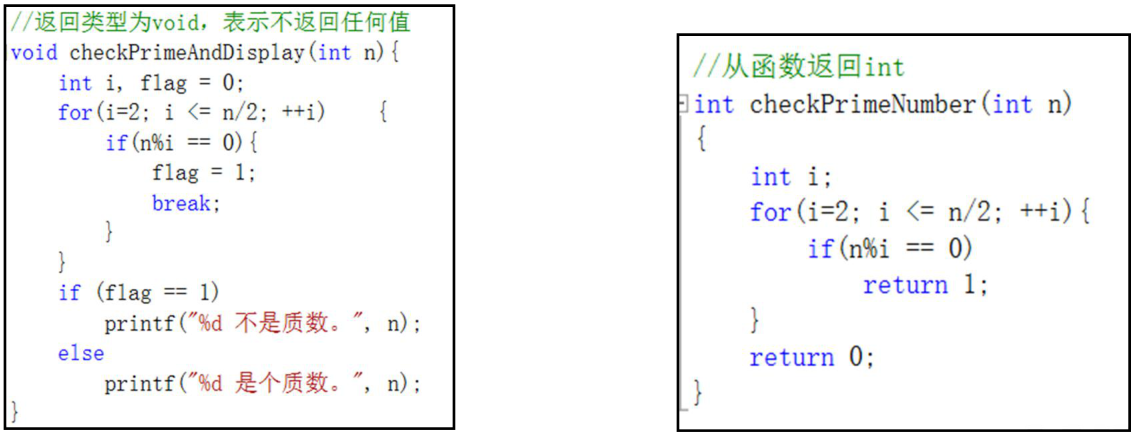 //返回类型为void，表示不返回任何值
void checkPrimeAndDisplay(int n){
    int i, flag = 0;
    for(i=2; i <= n/2; ++i)    {
        if(n%i == 0){
            flag = 1;
            break;
        }
    }
    if (flag == 1)
        printf("%d 不是质数。", n);
    else
        printf("%d 是个质数。", n);
}
//从函数返回int
int checkPrimeNumber(int n)
{
    int i;
    for(i=2; i <= n/2; ++i){
        if(n%i == 0)
            return 1;
    }
    return 0;
}